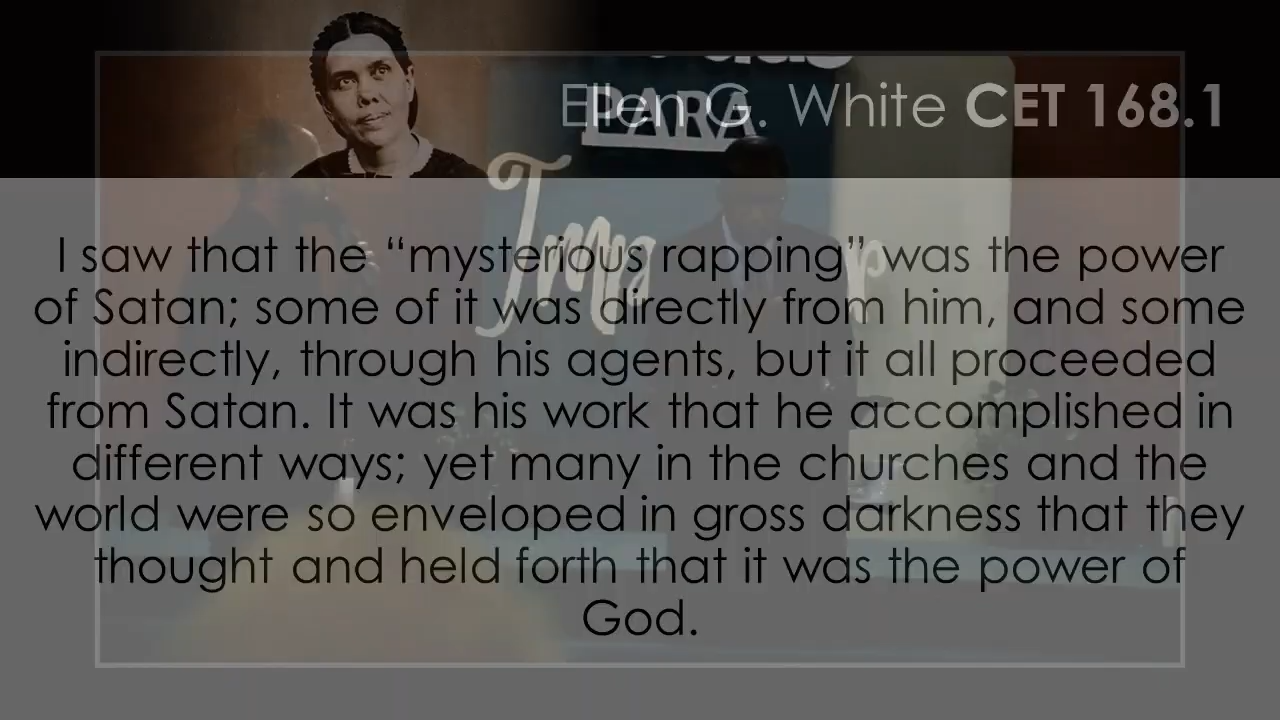 Ellen G. White CET 168.1
PARA
I saw that the “mysterious rapping” was the power
of Satan; some of it was directly from him, and some
indirectly, through his agents, but it all proceeded
from Satan. It was his work that he accomplished in
different ways; yet many in the churches and the
world were so enveloped in gross darkness that they
thought and held forth that it was the power of
God.